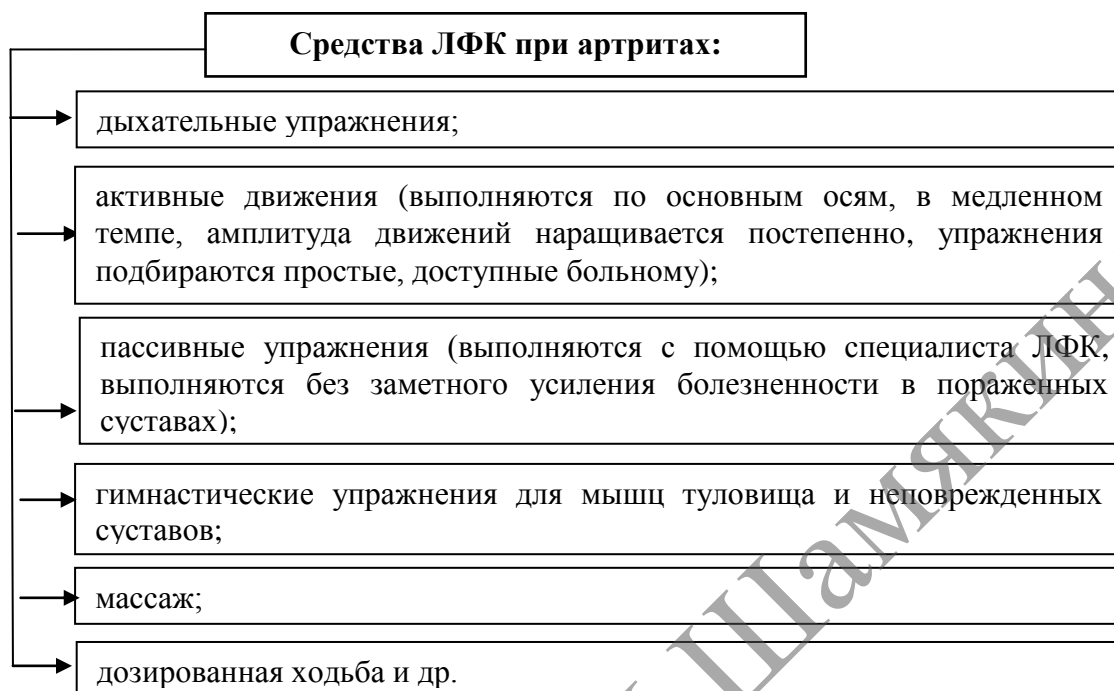 Средства ЛФК при артритах:
дыхательные упражнения;
активные движения (выполняются по основным осям, в медленном
темпе, амплитуда движений наращивается постепенно, упражнения
подбираются простые, доступные больному);
пассивные упражнения (выполняются с помощью специалиста ЛФК,
выполняются без заметного усиления болезненности в пораженных
суставах);
гимнастические упражнения для мышц туловища и неповрежденных
суставов;
массаж;
дозированная ходьба и др.